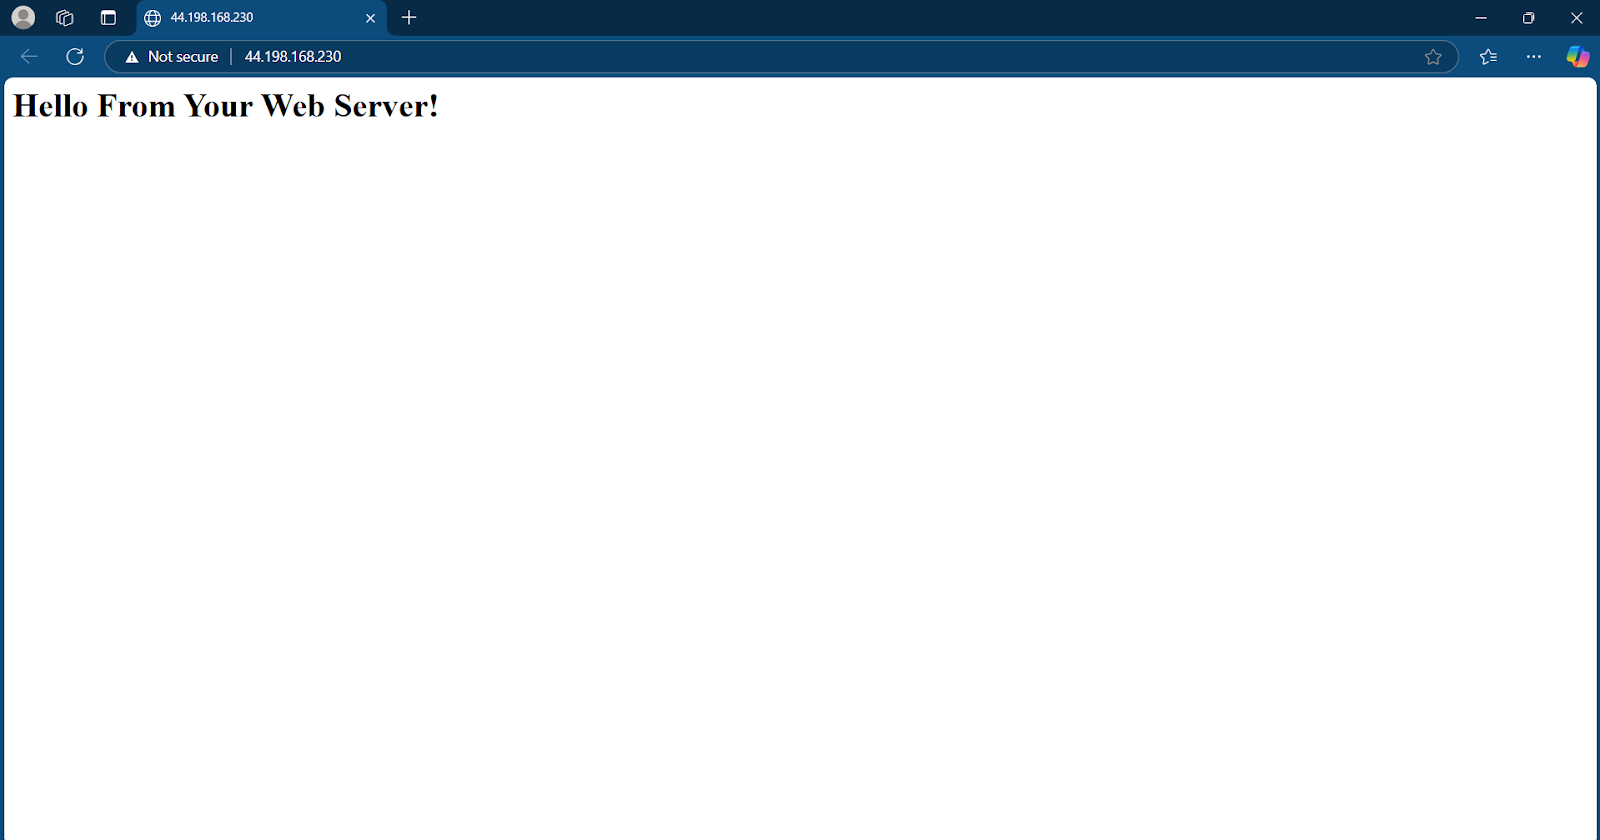 44.198.168.230
Not secure 44.198.168.230
Hello From Your Web Server!